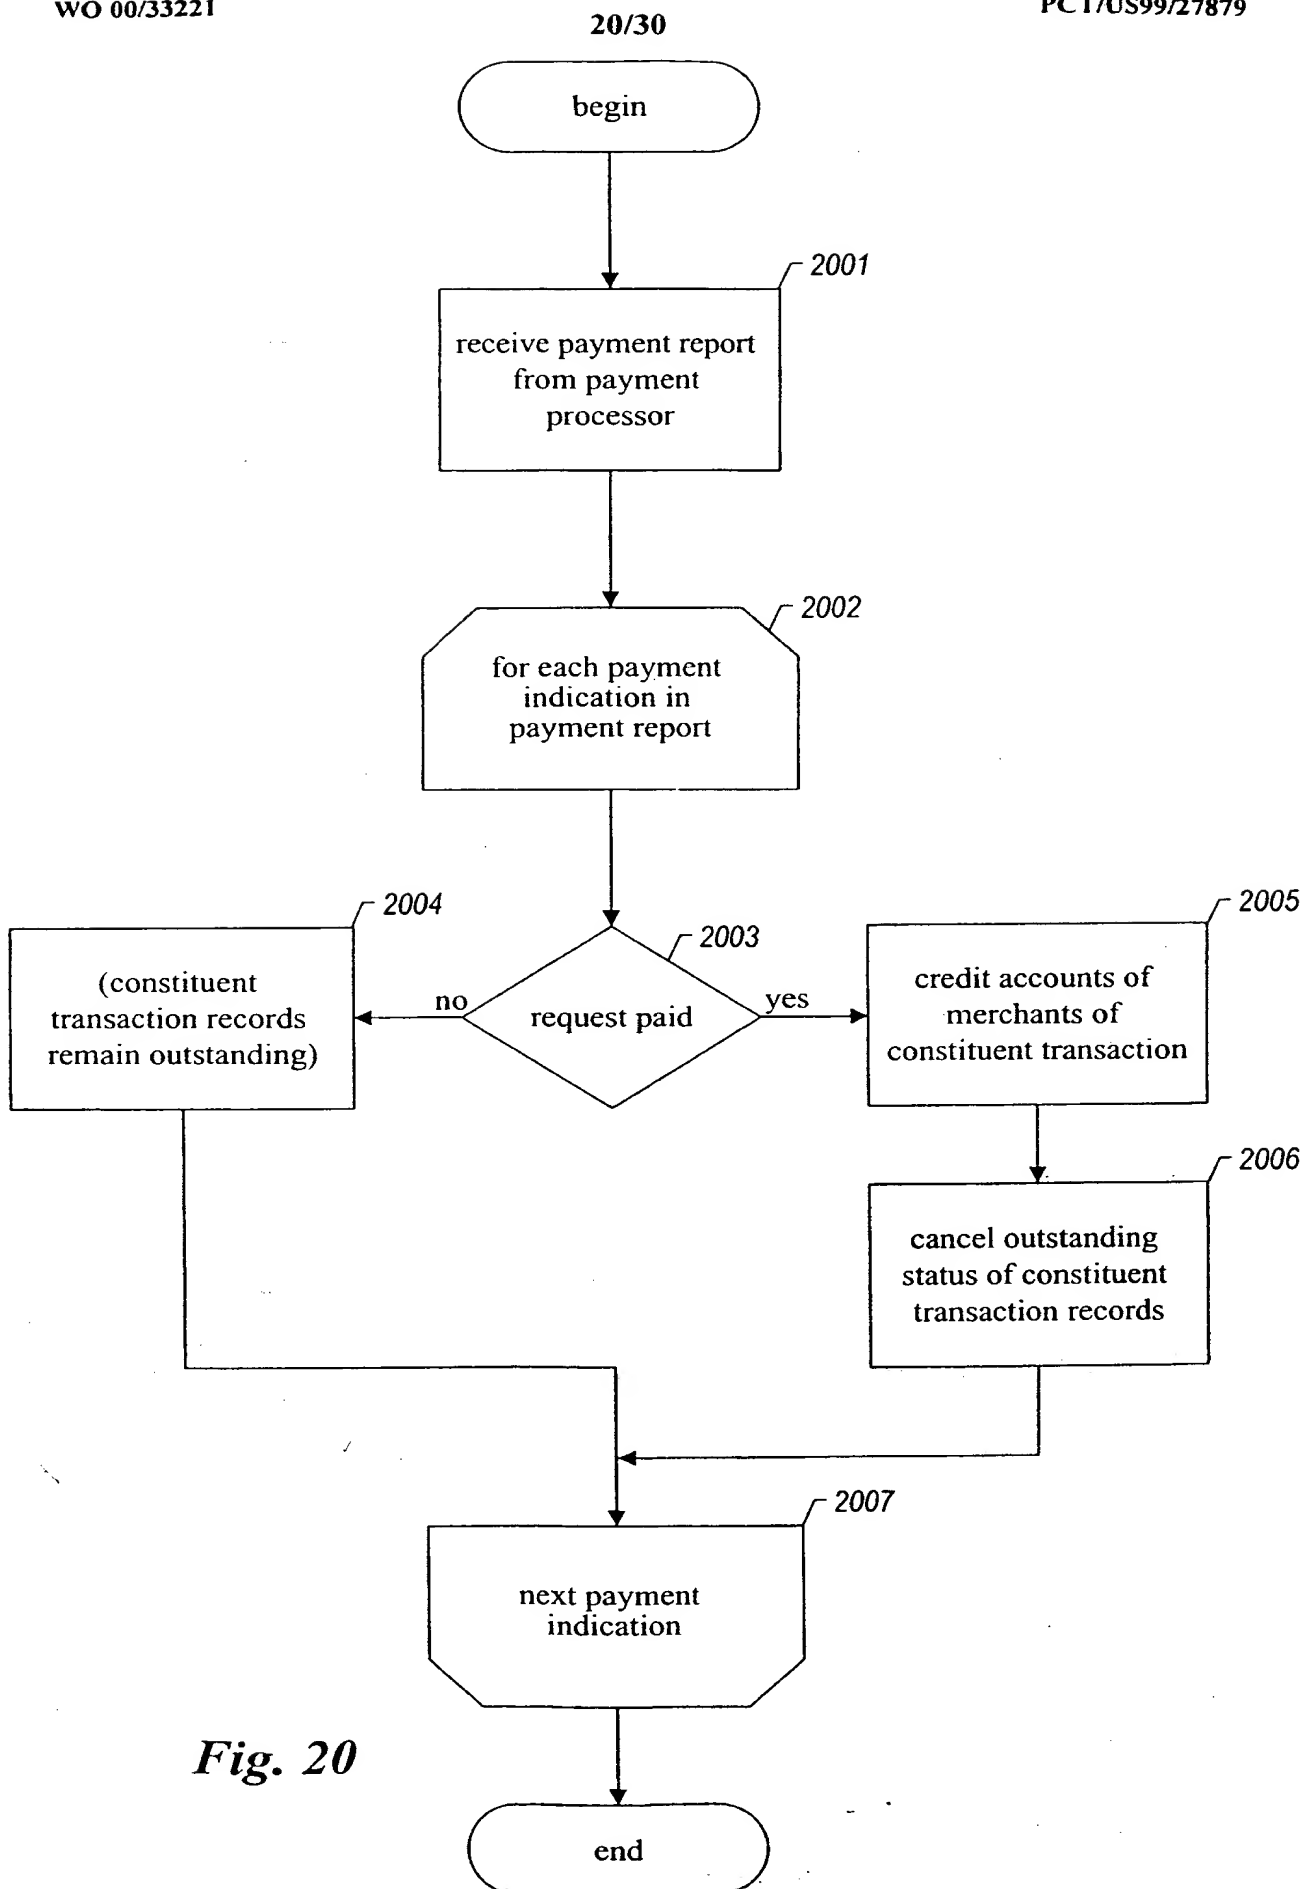 WO 00/33221
PCT/US99/27879
20/30
begin
2001
receive payment report
from payment
processor
2002
for each payment
indication in
payment report
2003
request paid
no
yes
2004
(constituent
transaction records
remain outstanding)
2005
credit accounts of
merchants of
constituent transaction
2006
cancel outstanding
status of constituent
transaction records
2007
next payment
indication
Fig. 20
end